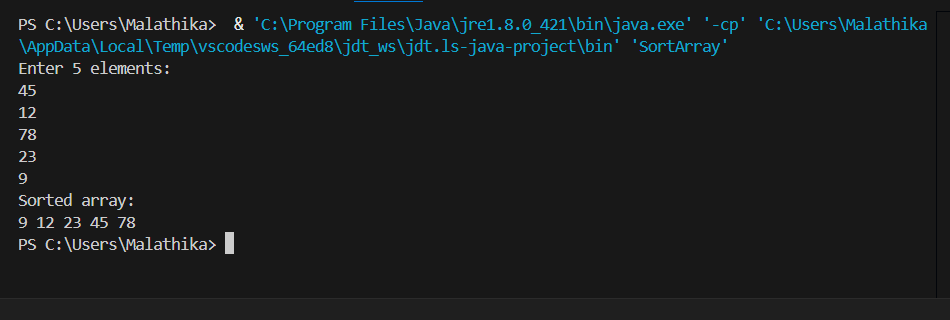 PS C:\Users\Malathika>  & 'C:\Program Files\Java\jre1.8.0_421\bin\java.exe' '-cp' 'C:\Users\Malathika
\AppData\Local\Temp\vscodesws_64ed8\jdt_ws\jdt.ls-java-project\bin' 'SortArray'
Enter 5 elements:
45
12
78
23
9
Sorted array:
9 12 23 45 78
PS C:\Users\Malathika>